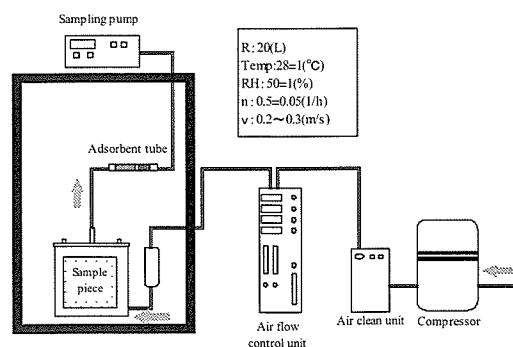 Sampling pump
R: 20(L)
Temp:28=1(℃)
RH: 50=1(%)
n: 0.5=0.05(1/h)
v: 0.2～0.3(m/s)
Adsorbent tube
Sample
piece
Air flow
control unit
Air clean unit
Compressor